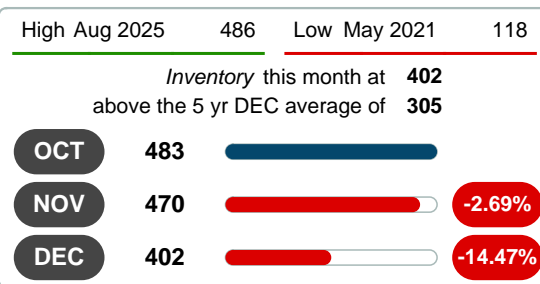 High Aug 2025 486 Low May 2021 118
Inventory this month at 402
above the 5 yr DEC average of 305
OCT 483
NOV 470 -2.69%
DEC 402 -14.47%